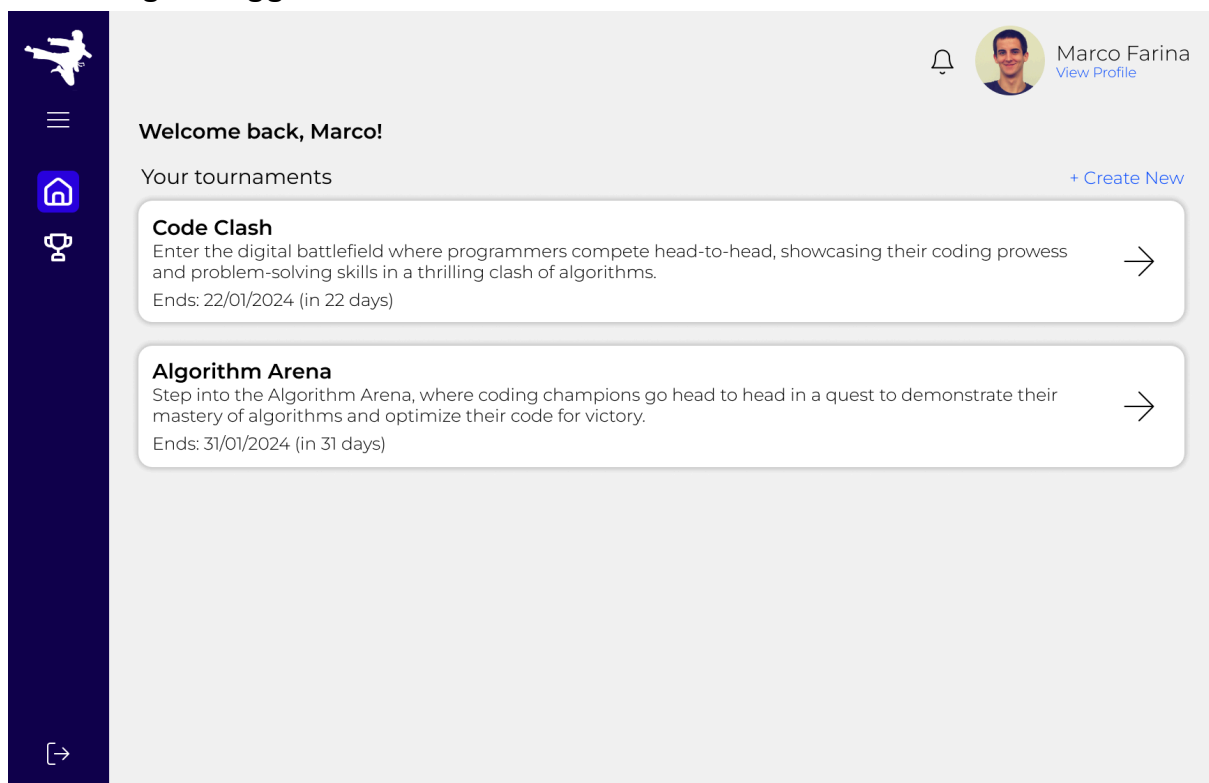 Marco Farina
View Profile
Welcome back, Marco!
Your tournaments
+ Create New
Code Clash
Enter the digital battlefield where programmers compete head-to-head, showcasing their coding prowess
and problem-solving skills in a thrilling clash of algorithms.
Ends: 22/01/2024 (in 22 days)
Algorithm Arena
Step into the Algorithm Arena, where coding champions go head to head in a quest to demonstrate their
mastery of algorithms and optimize their code for victory.
Ends: 31/01/2024 (in 31 days)